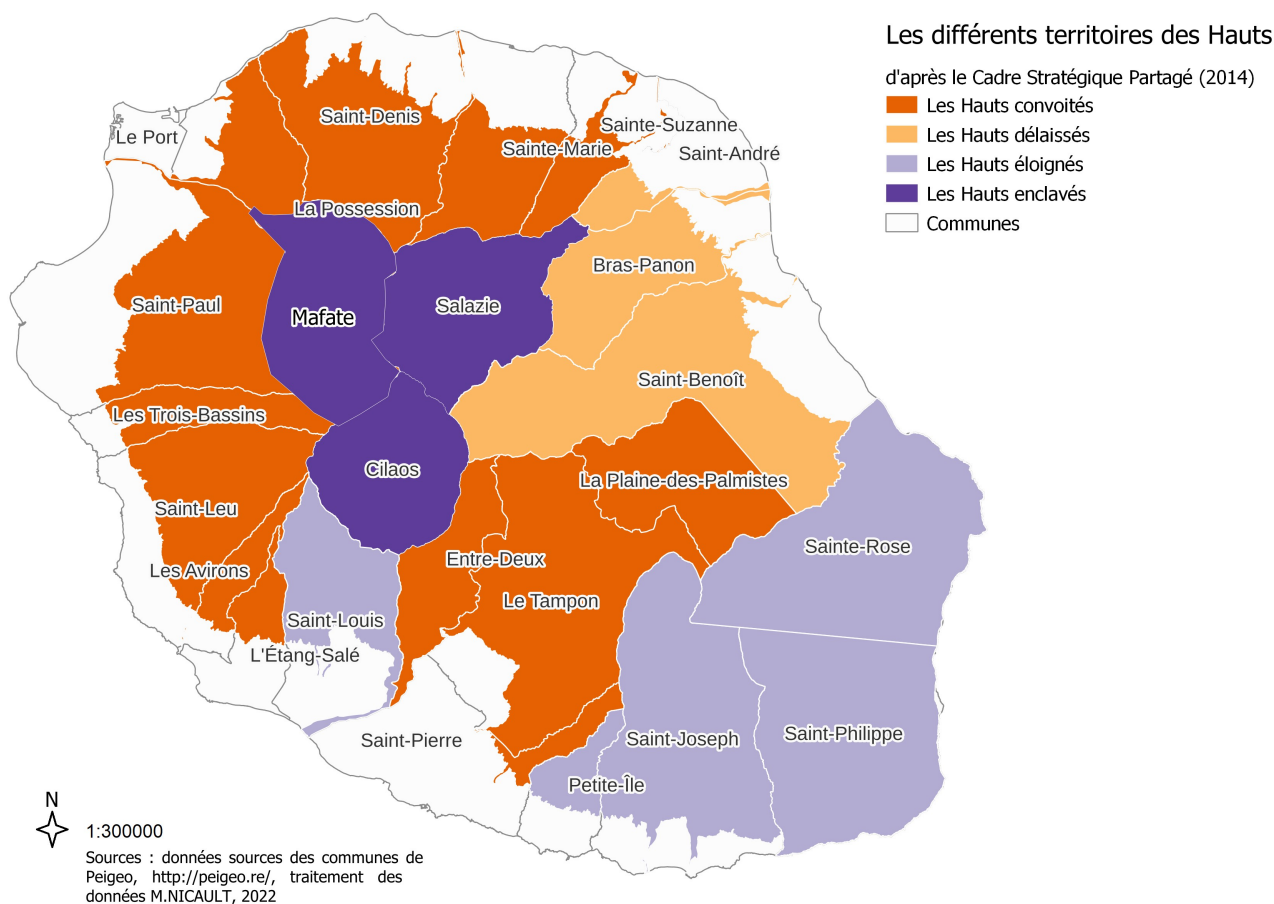 Les différents territoires des Hauts
d'après le Cadre Stratégique Partagé (2014)
Les Hauts convoités
Les Hauts délaissés
Les Hauts éloignés
Les Hauts enclavés
Communes
Saint-Denis
Le Port
Sainte-Suzanne
Sainte-Marie
Saint-André
La Possession
Bras-Panon
Saint-Paul
Mafate
Salazie
Saint-Benoît
Les Trois-Bassins
Cilaos
La Plaine-des-Palmistes
Saint-Leu
Sainte-Rose
Entre-Deux
Les Avirons
Le Tampon
Saint-Louis
L'Étang-Salé
Saint-Pierre
Saint-Joseph
Saint-Philippe
Petite-Île
N
1:300000
Sources : données sources des communes de
Peigeo, http://peigeo.re/, traitement des
données M.NICAULT, 2022